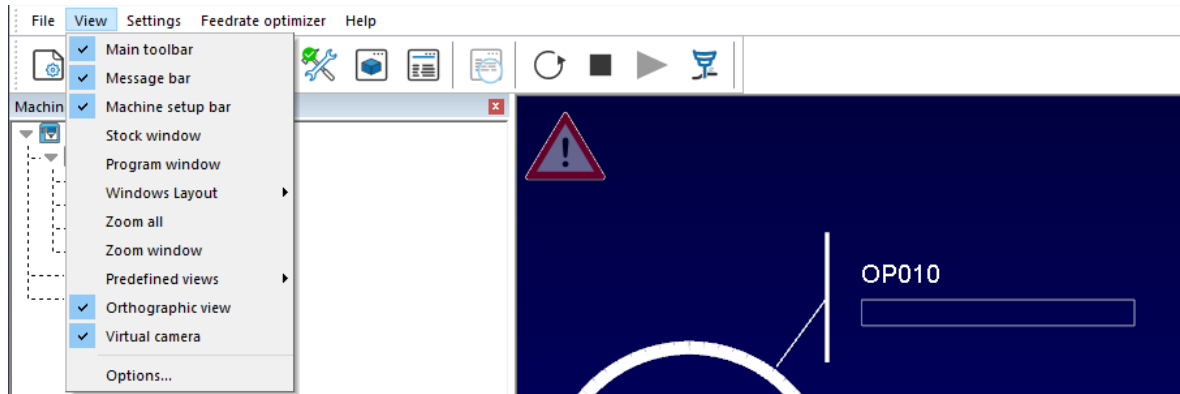 File View Settings Feedrate optimizer Help
Main toolbar
Message bar
Machin
Machine setup bar
Stock window
Program window
Windows Layout
Zoom all
Zoom window
Predefined views
Orthographic view
Virtual camera
Options...
OP010